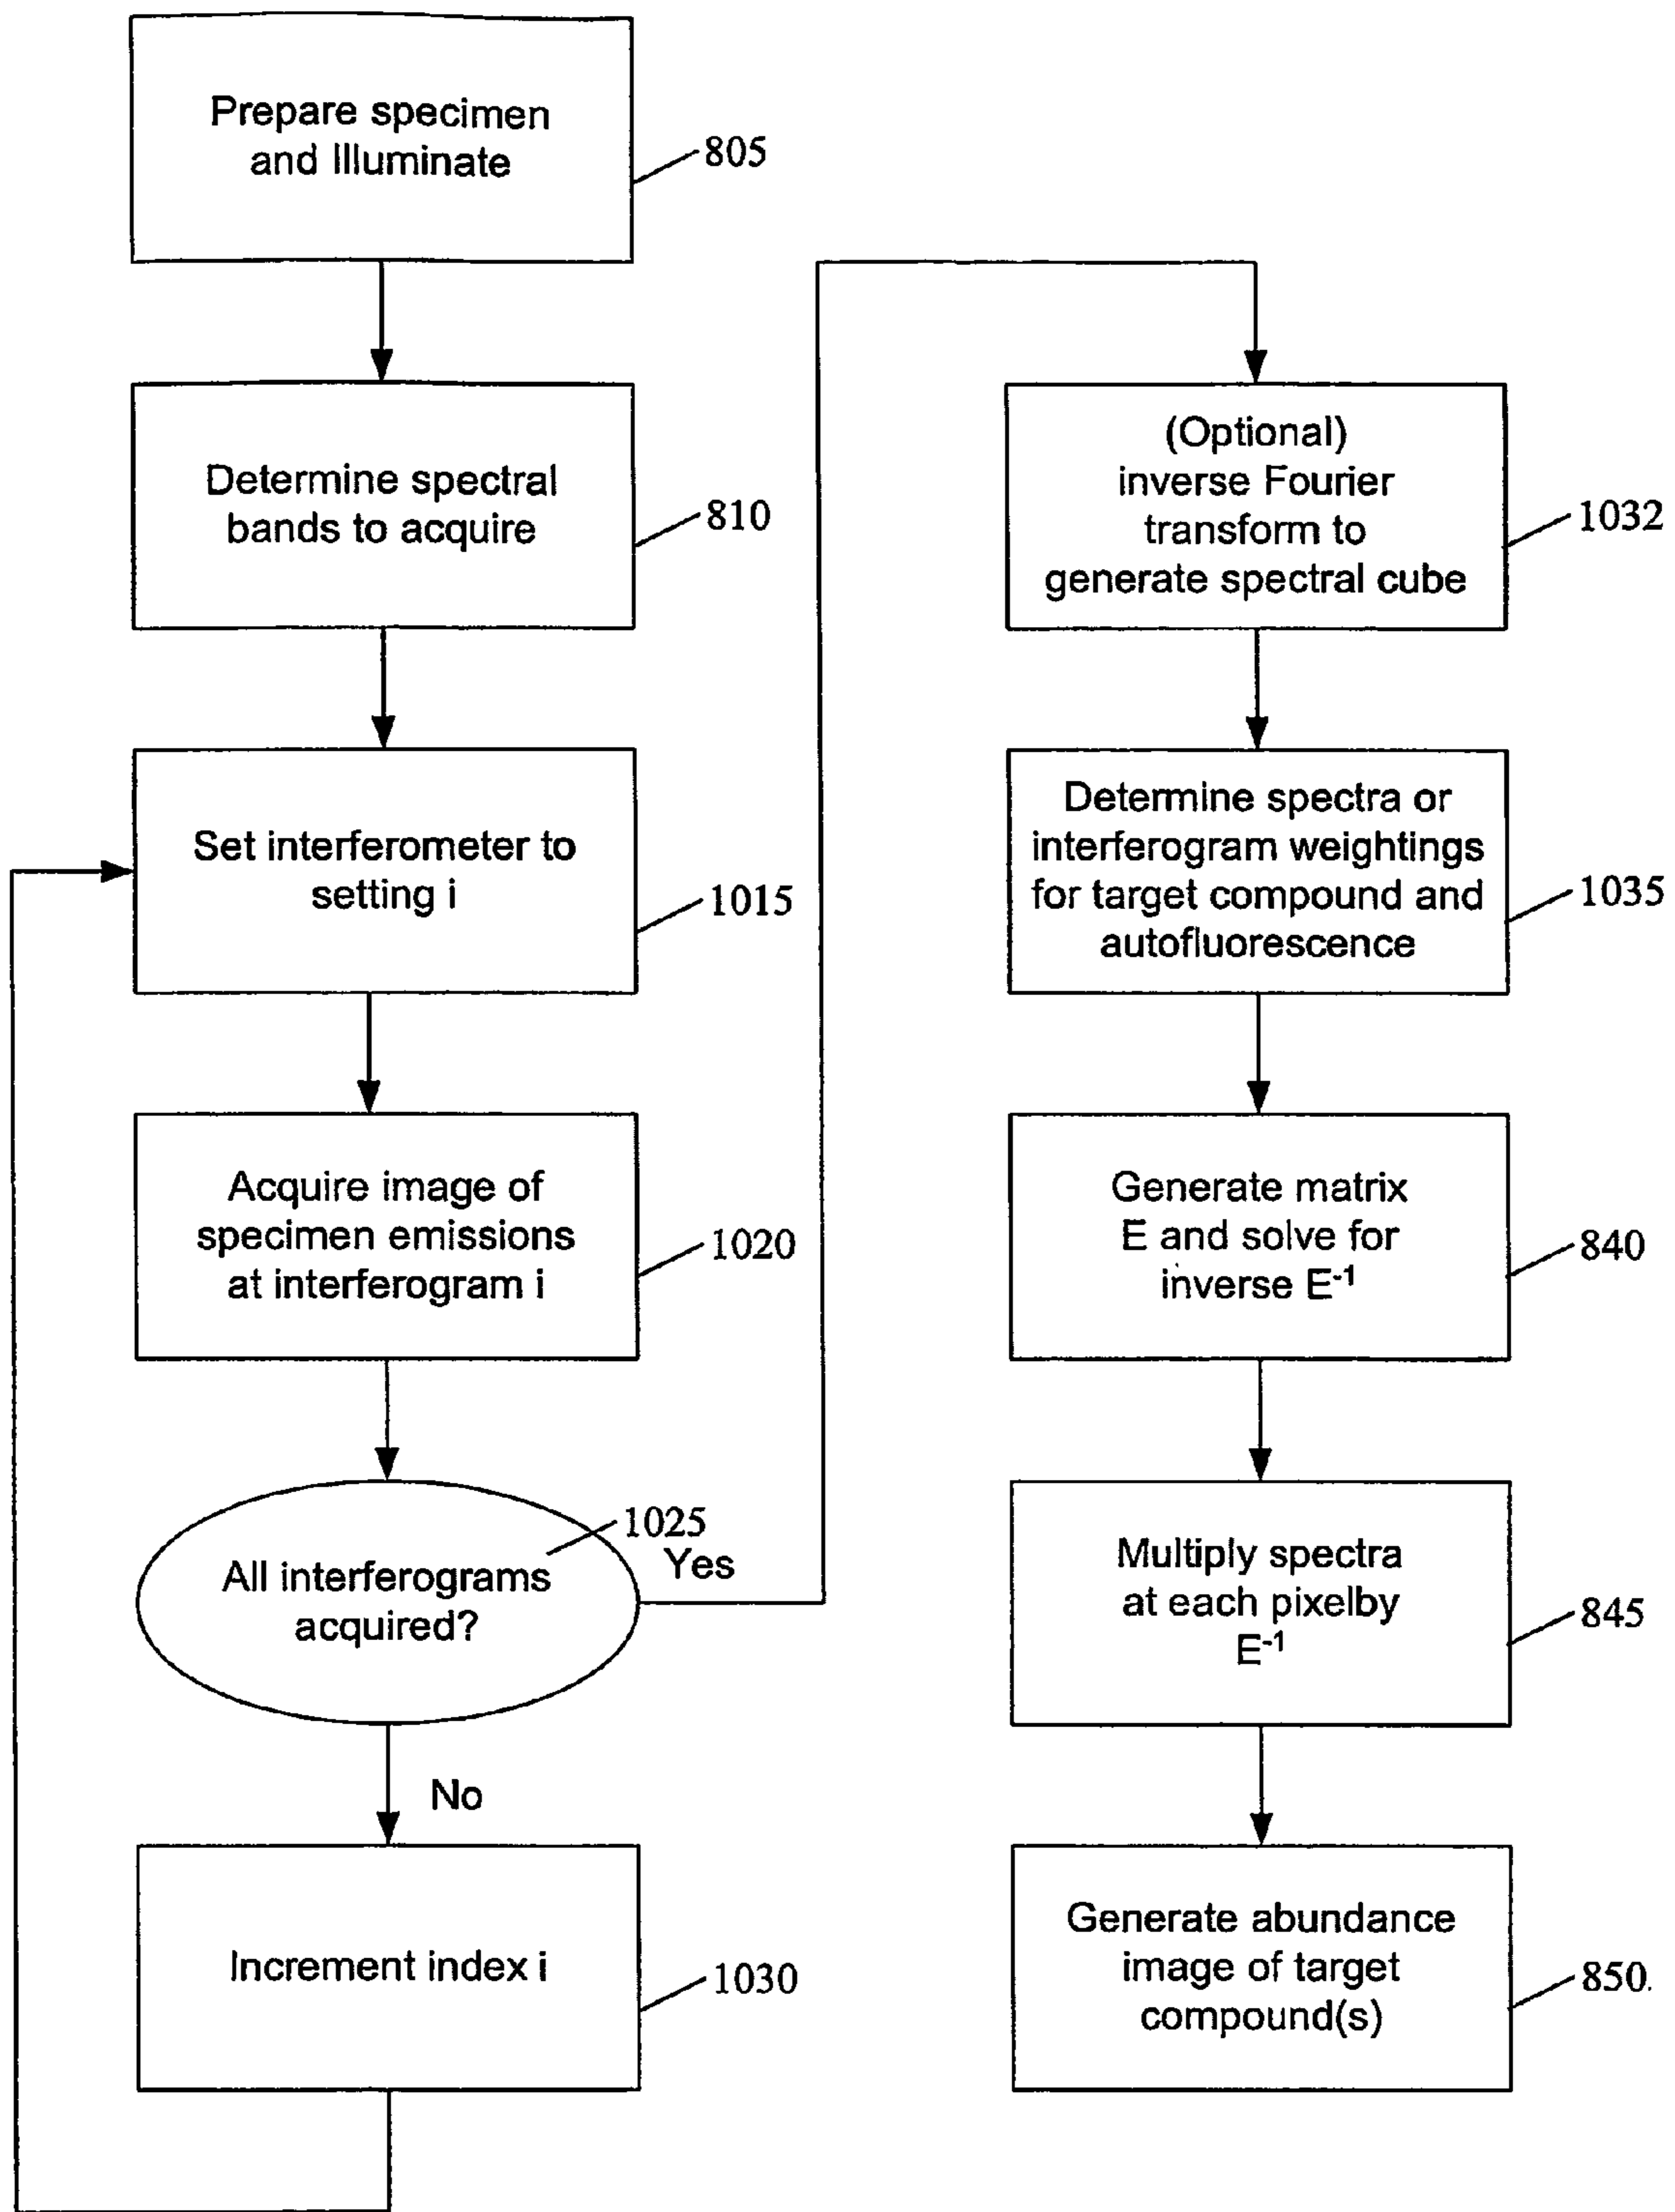 Prepare specimen
and Illuminate
805
Determine spectral
bands to acquire
810
Set interferometer to
setting i
1015
Acquire image of
specimen emissions
at interferogram i
1020
1025
All interferograms
acquired?
Yes
No
Increment index i
1030
(Optional)
inverse Fourier
transform to
generate spectral cube
1032
Determine spectra or
interferogram weightings
for target compound and
autofluorescence
1035
Generate matrix
E and solve for
inverse E⁻¹
840
Multiply spectra
at each pixelby
E⁻¹
845
Generate abundance
image of target
compound(s)
850.